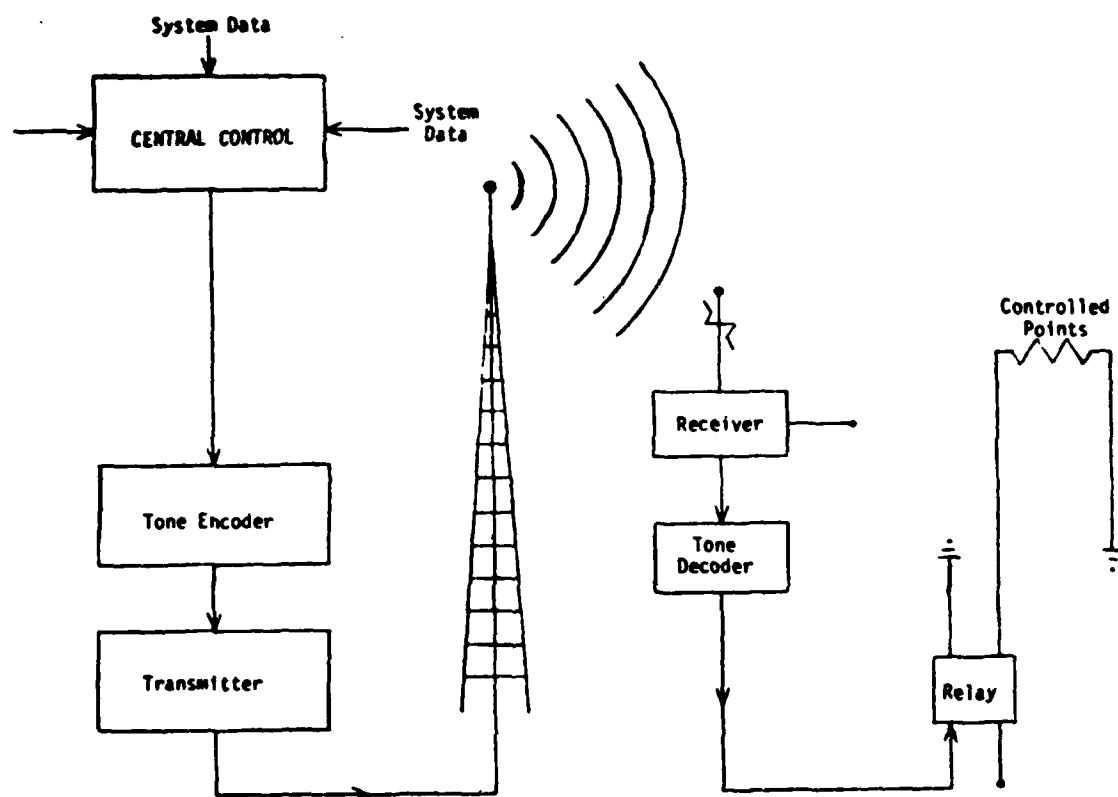 System Data
CENTRAL CONTROL
System
Data
Controlled
Points
Receiver
Tone Encoder
Tone
Decoder
Transmitter
Relay